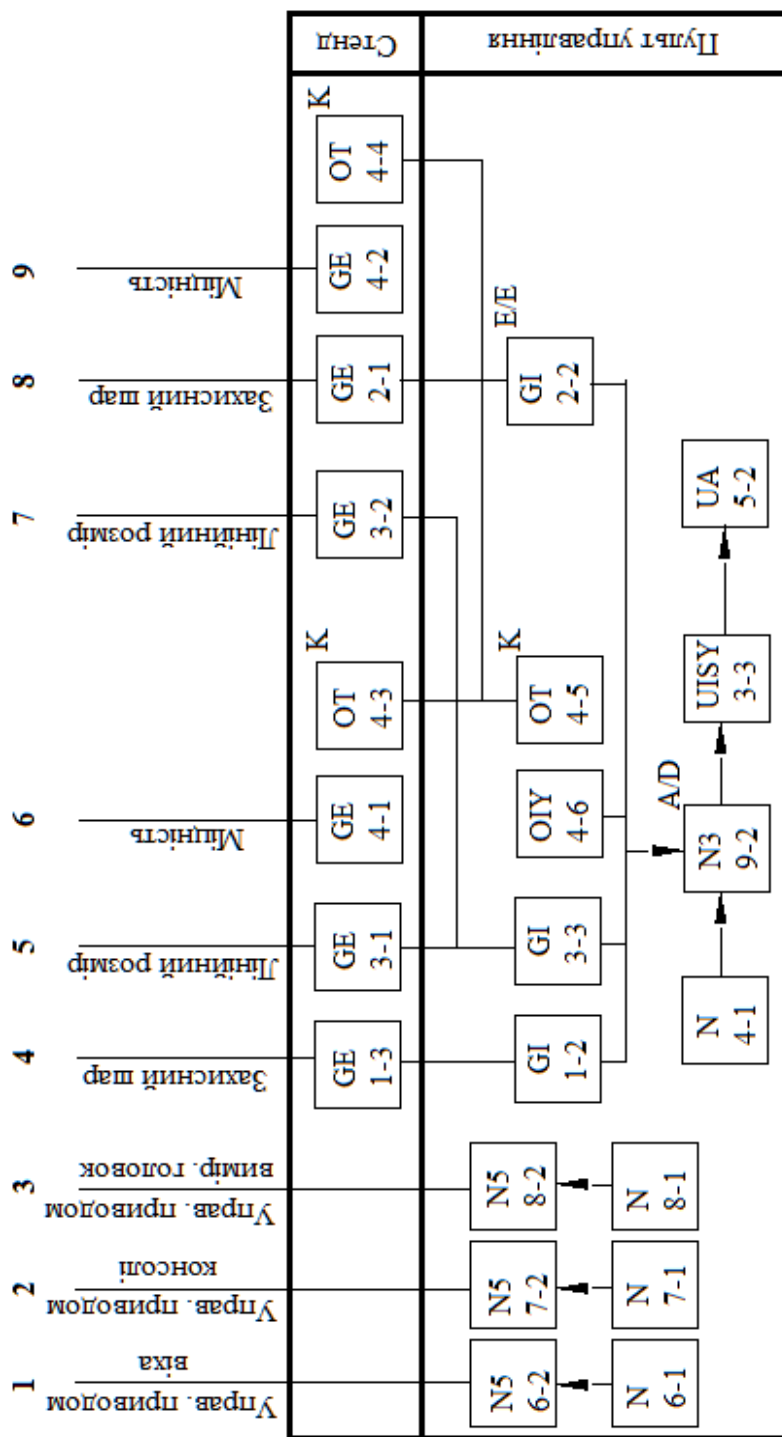 1
2
3
4
5
6
7
8
9
Управ. приводом
віха
Управ. приводом
консолі
Управ. приводом
вимір. головок
Захисний шар
Лінійний розмір
Міцність
Лінійний розмір
Захисний шар
Міцність
Стенд
GE
1-3
GE
3-1
GE
4-1
OT
4-3
K
GE
3-2
GE
2-1
GE
4-2
OT
4-4
K
Пульт управління
N5
6-2
N5
7-2
N5
8-2
GI
1-2
GI
3-3
OIY
4-6
OT
4-5
K
GI
2-2
E/E
N
6-1
N
7-1
N
8-1
N
4-1
N3
9-2
A/D
UISY
3-3
UA
5-2